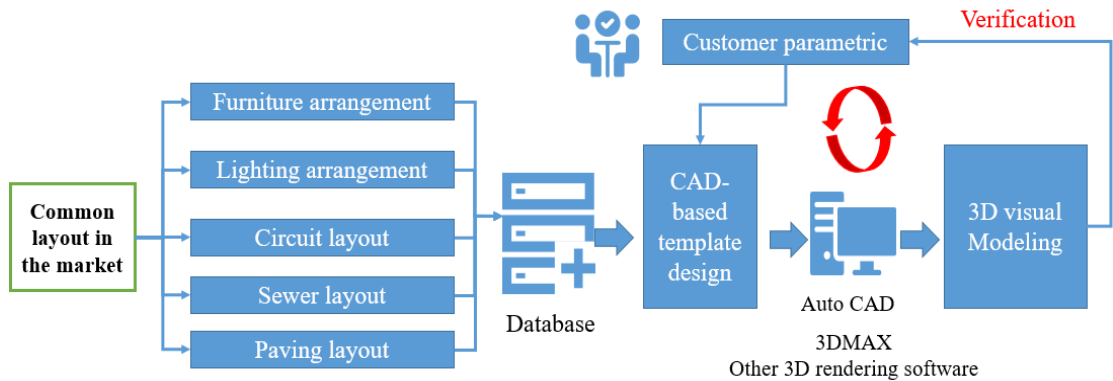 Common
layout in
the market
Furniture arrangement
Lighting arrangement
Circuit layout
Sewer layout
Paving layout
Database
Customer parametric
Verification
CAD-
based
template
design
Auto CAD
3DMAX
Other 3D rendering software
3D visual
Modeling